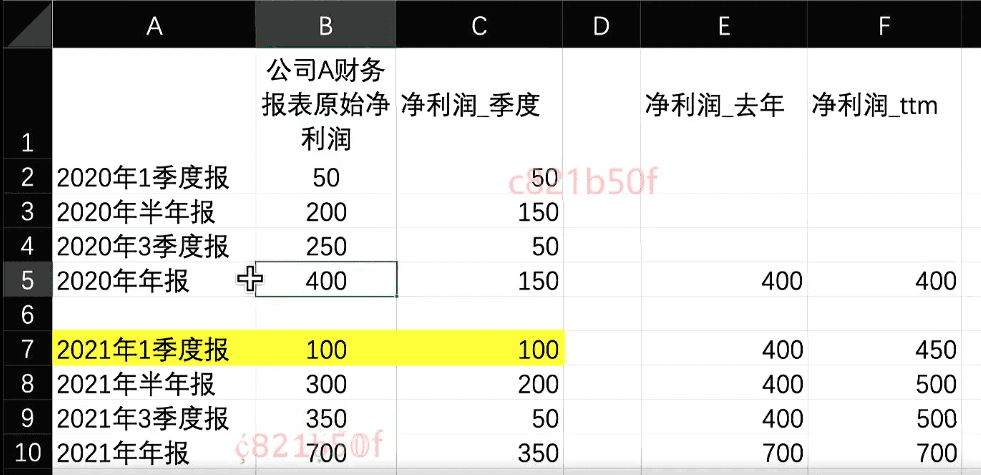 A B C D E F
1 公司A财务报表原始净利润 净利润_季度 净利润_去年 净利润_ttm
2 2020年1季度报 50 50
c821b50f
3 2020年半年报 200 150
4 2020年3季度报 250 50
5 2020年年报 400 150 400 400
6
7 2021年1季度报 100 100 400 450
8 2021年半年报 300 200 400 500
9 2021年3季度报 350 50 400 500
10 2021年年报 700 350 700 700
c821b50f